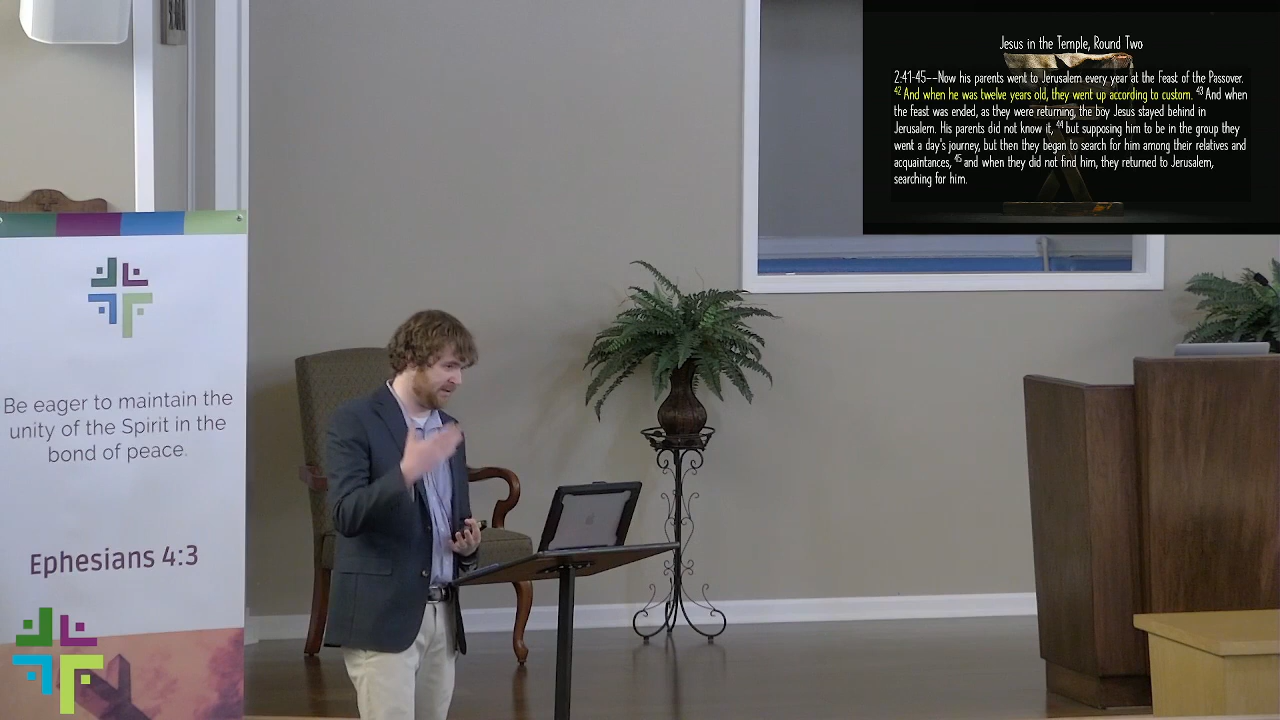 Jesus in the Temple, Round Two
2:41-45--Now his parents went to Jerusalem every year at the Feast of the Passover.
42 And when he was twelve years old, they went up according to custom. 43 And when
the feast was ended, as they were returning, the boy Jesus stayed behind in
Jerusalem. His parents did not know it, 44 but supposing him to be in the group they
went a day's journey, but then they began to search for him among their relatives and
acquaintances, 45 and when they did not find him, they returned to Jerusalem,
searching for him.
Be eager to maintain the
unity of the Spirit in the
bond of peace.
Ephesians 4:3